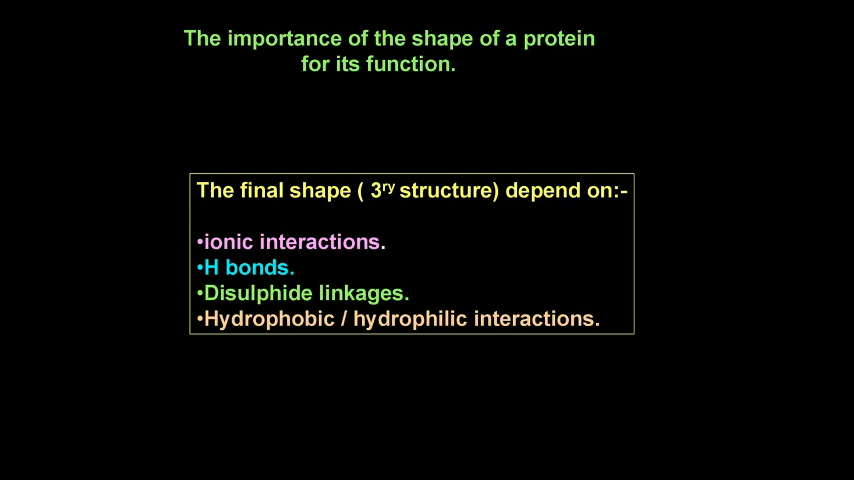 The importance of the shape of a protein
for its function.
The final shape ( 3ry structure) depend on:-
•ionic interactions.
•H bonds.
•Disulphide linkages.
•Hydrophobic / hydrophilic interactions.